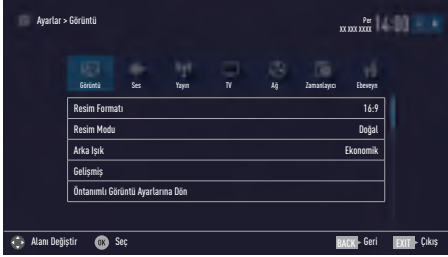 Ayarlar > Görüntü
Per
XX XXX XXXX
14:00
Görüntü Ses Yayın TV Ağ Zamanlayıcı Ebeveyn
Resim Formatı 16:9
Resim Modu Doğal
Arka Işık Ekonomik
Gelişmiş
Öntanımlı Görüntü Ayarlarına Dön
Alanı Değiştir OK Seç BACK Geri EXIT Çıkış